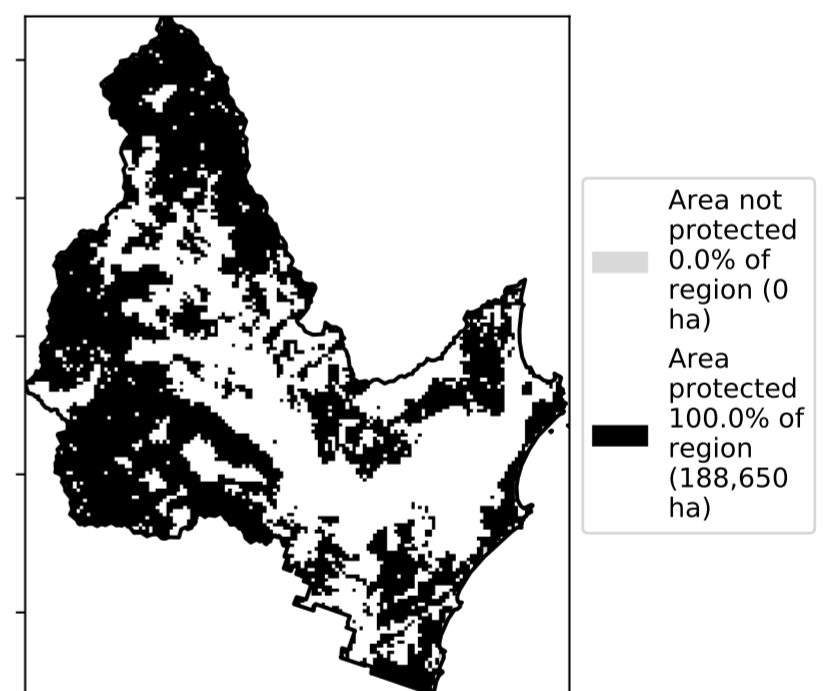 Area not
protected
0.0% of
region (0
ha)
Area
protected
100.0% of
region
(188,650
ha)